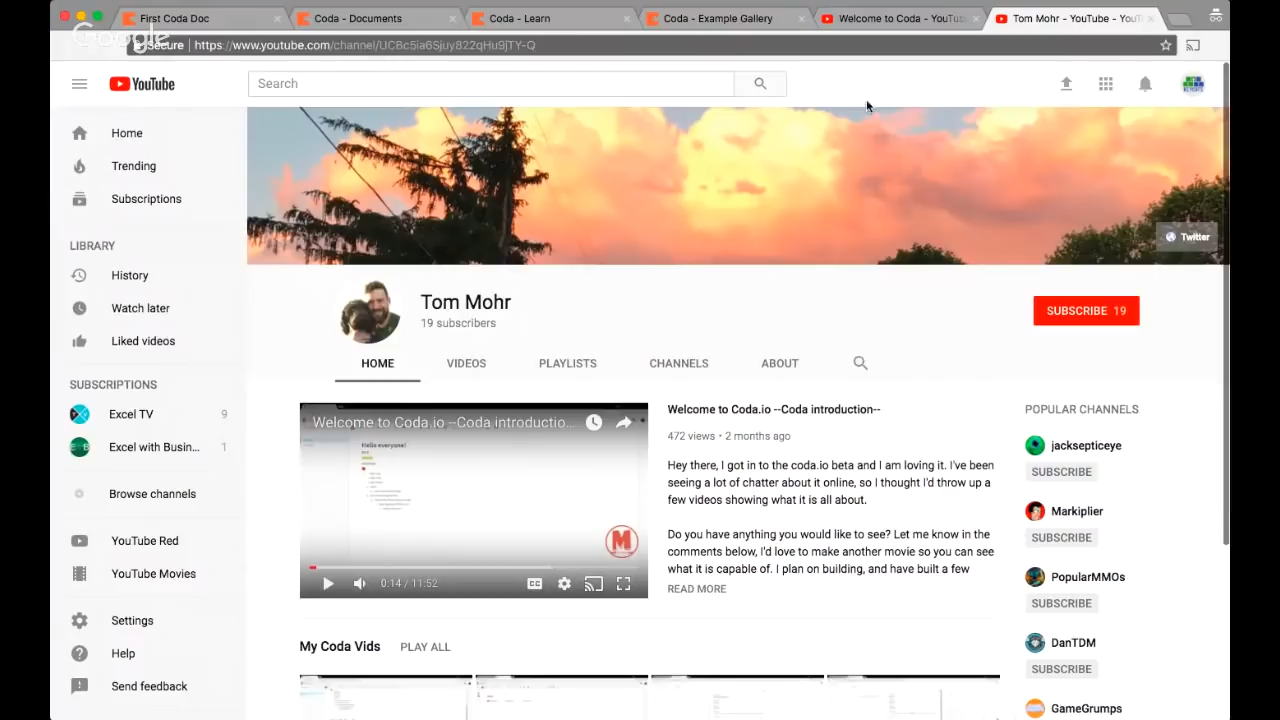 First Coda Doc
Coda - Documents
Coda - Learn
Coda - Example Gallery
Welcome to Coda - YouTu
Tom Mohr - YouTube - YouT
Google
Secure
https://www.youtube.com/channel/UCBc5ia6Sjuy822qHu9jTY-Q
YouTube
Search
Home
Trending
Subscriptions
LIBRARY
History
Watch later
Liked videos
SUBSCRIPTIONS
Excel TV 9
Excel with Busin... 1
Browse channels
YouTube Red
YouTube Movies
Settings
Help
Send feedback
Twitter
Tom Mohr
19 subscribers
SUBSCRIBE 19
HOME
VIDEOS
PLAYLISTS
CHANNELS
ABOUT
Welcome to Coda.io --Coda introductio...
Hello everyone!
M
0:14 / 11:52
CC
Welcome to Coda.io --Coda introduction--
472 views • 2 months ago
Hey there, I got in to the coda.io beta and I am loving it. I've been
seeing a lot of chatter about it online, so I thought I'd throw up a
few videos showing what it is all about.
Do you have anything you would like to see? Let me know in the
comments below, I'd love to make another movie so you can see
what it is capable of. I plan on building, and have built a few
READ MORE
My Coda Vids
PLAY ALL
POPULAR CHANNELS
jacksepticeye
SUBSCRIBE
Markiplier
SUBSCRIBE
PopularMMOs
SUBSCRIBE
DanTDM
SUBSCRIBE
GameGrumps